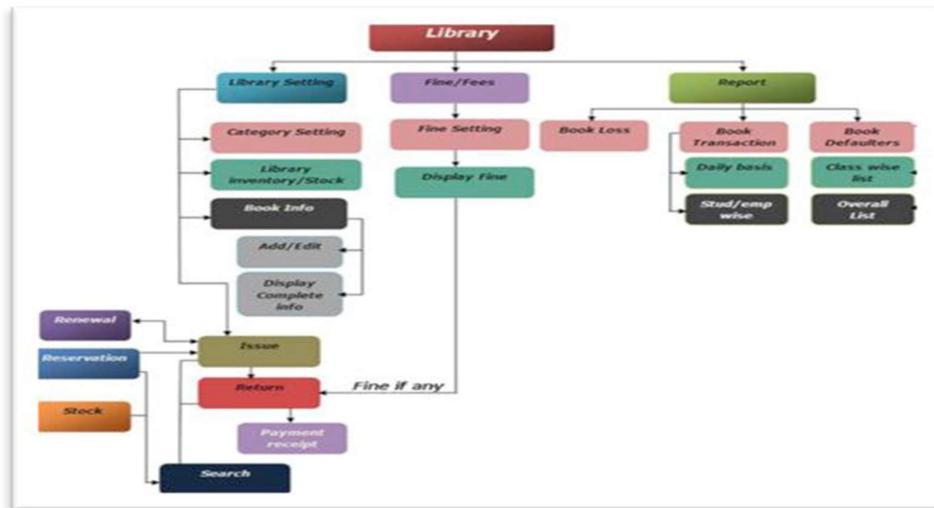 Library
Library Setting
Fine/Fees
Report
Category Setting
Fine Setting
Book Loss
Book
Transaction
Book
Defaulters
Library
inventory/Stock
Display Fine
Daily basis
Class wise
list
Book Info
Stud/emp
wise
Overall
List
Add/Edit
Display
Complete
info
Renewal
Issue
Reservation
Return
Fine if any
Stock
Payment
receipt
Search